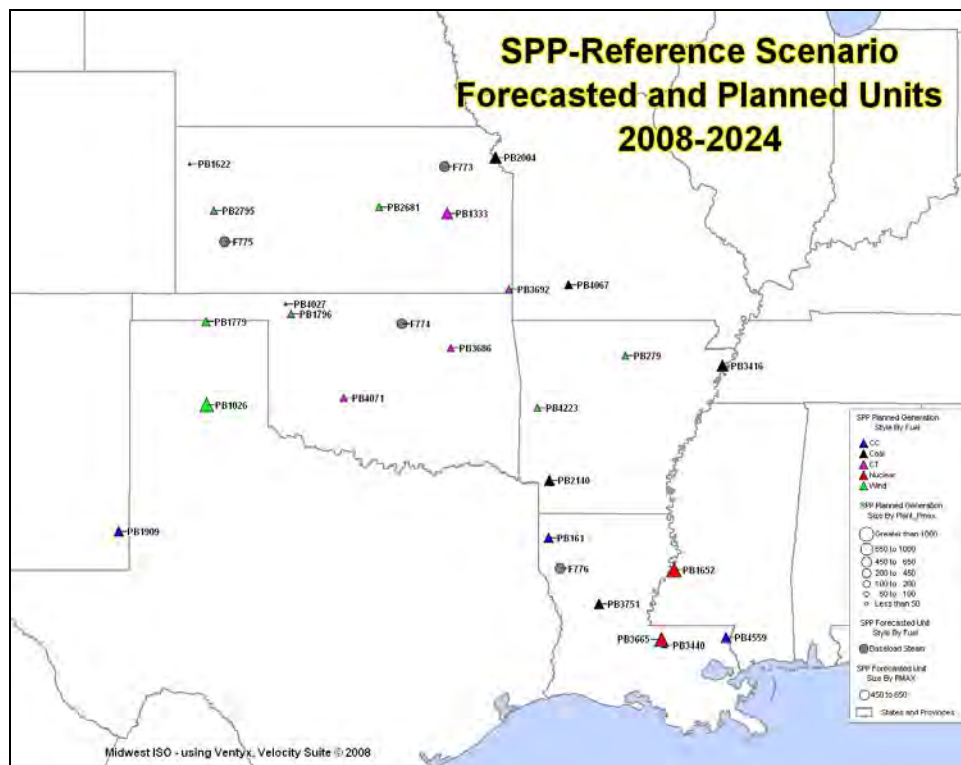 SPP-Reference Scenario
Forecasted and Planned Units
2008-2024
PB1622
F773
PB2004
PB2795
PB2681
PB1333
F775
PB3692
PB4067
PB4027
PB1796
PB1779
F774
PB3686
PB279
PB3416
PB1026
PB4071
PB4223
PB2140
PB1909
PB161
F776
PB1652
PB3751
PB3665
PB3440
PB4559
SPP Planned Generation
Style By Fuel
CC
Coal
CT
Nuclear
Wind
SPP Planned Generation
Size By Plant_Pmax
Greater than 1000
650 to 1000
450 to 650
200 to 450
100 to 200
50 to 100
Less than 50
SPP Forecasted Unit
Style By Fuel
Baseload Steam
SPP Forecasted Unit
Size By PMAX
450 to 650
States and Provinces
Midwest ISO - using Ventyx, Velocity Suite © 2008